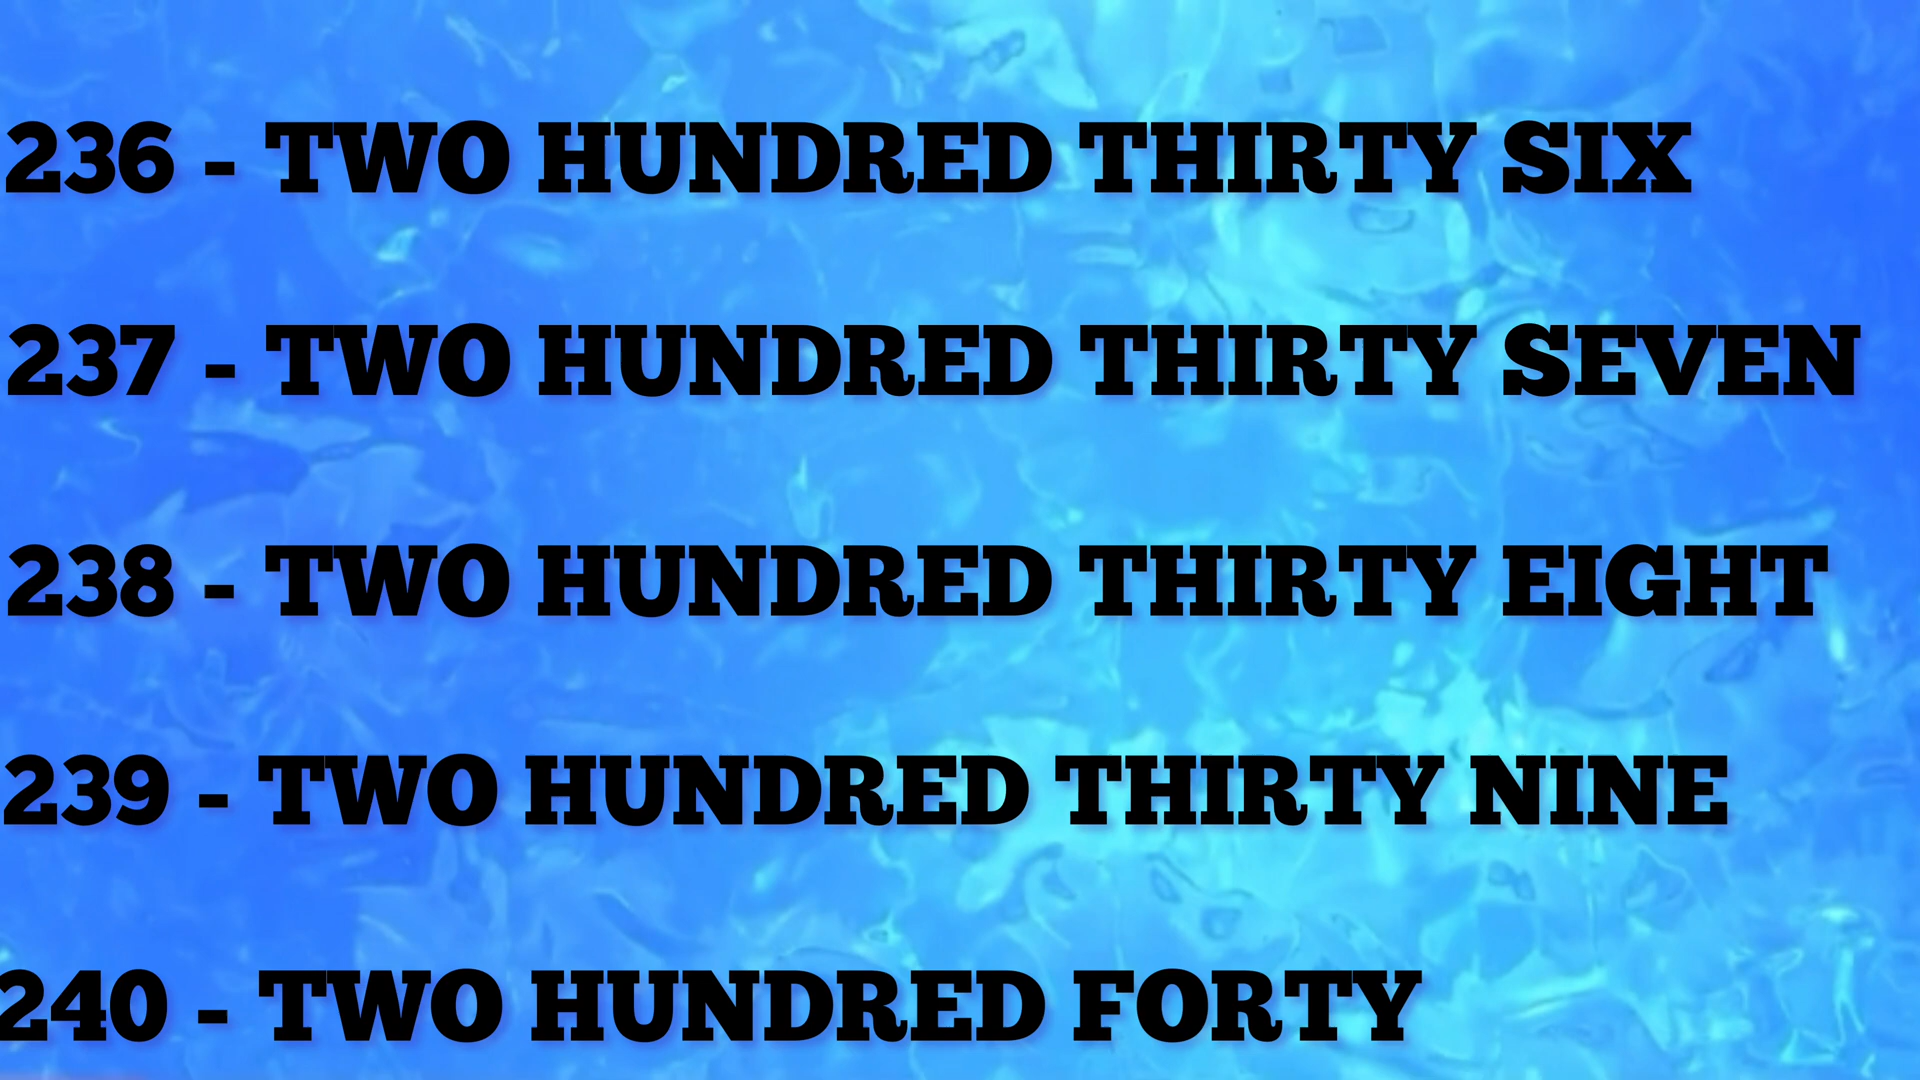 236 - TWO HUNDRED THIRTY SIX
237 - TWO HUNDRED THIRTY SEVEN
238 - TWO HUNDRED THIRTY EIGHT
239 - TWO HUNDRED THIRTY NINE
240 - TWO HUNDRED FORTY